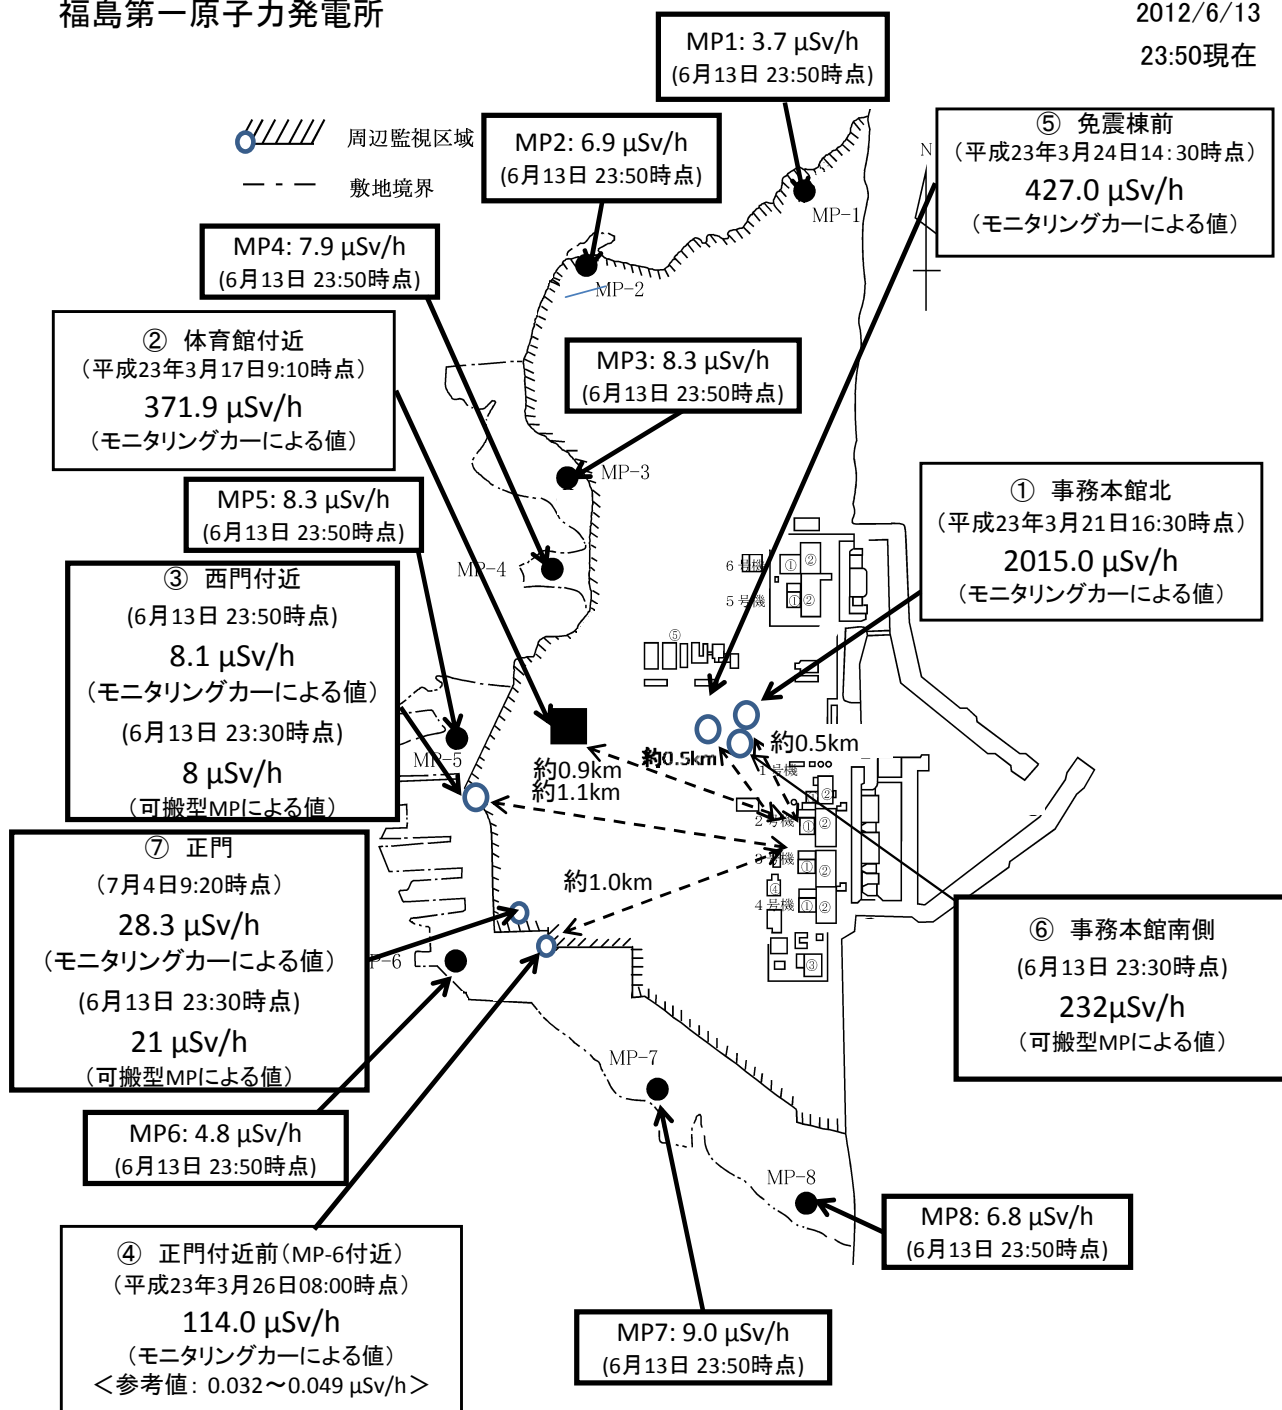 福島第一原子力発電所
2012/6/13
23:50現在
周辺監視区域
敷地境界
MP1: 3.7 μSv/h
(6月13日 23:50時点)
MP2: 6.9 μSv/h
(6月13日 23:50時点)
⑤ 免震棟前
(平成23年3月24日14:30時点)
427.0 μSv/h
(モニタリングカーによる値)
N
MP-1
MP4: 7.9 μSv/h
(6月13日 23:50時点)
MP-2
② 体育館付近
(平成23年3月17日9:10時点)
371.9 μSv/h
(モニタリングカーによる値)
MP3: 8.3 μSv/h
(6月13日 23:50時点)
MP-3
① 事務本館北
(平成23年3月21日16:30時点)
2015.0 μSv/h
(モニタリングカーによる値)
MP5: 8.3 μSv/h
(6月13日 23:50時点)
MP-4
③ 西門付近
(6月13日 23:50時点)
8.1 μSv/h
(モニタリングカーによる値)
(6月13日 23:30時点)
8 μSv/h
(可搬型MPによる値)
6号機
① ②
5号機
① ②
⑤
MP-5
約0.9km
約1.1km
約0.5km
約0.5km
1号機
②
2号機
① ②
3号機
① ②
④
4号機
① ②
③
約1.0km
⑦ 正門
(7月4日9:20時点)
28.3 μSv/h
(モニタリングカーによる値)
(6月13日 23:30時点)
21 μSv/h
(可搬型MPによる値)
P-6
⑥ 事務本館南側
(6月13日 23:30時点)
232μSv/h
(可搬型MPによる値)
MP-7
MP6: 4.8 μSv/h
(6月13日 23:50時点)
MP-8
MP8: 6.8 μSv/h
(6月13日 23:50時点)
④ 正門付近前(MP-6付近)
(平成23年3月26日08:00時点)
114.0 μSv/h
(モニタリングカーによる値)
<参考値: 0.032～0.049 μSv/h>
MP7: 9.0 μSv/h
(6月13日 23:50時点)